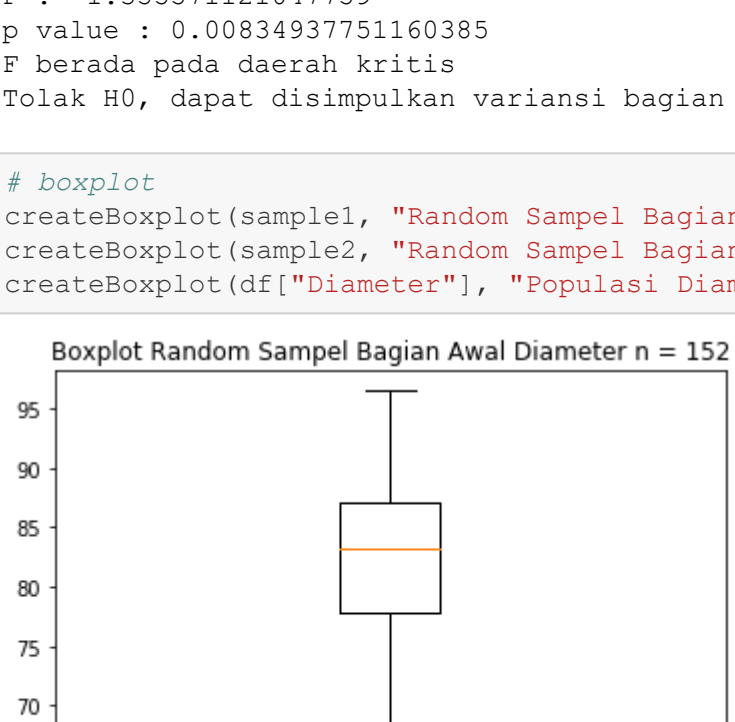 p value : 0.00834937751160385
F berada pada daerah kritis
Tolak H0, dapat disimpulkan variansi bagian
# boxplot
createBoxplot(sample1, "Random Sampel Bagian
createBoxplot(sample2, "Random Sampel Bagian
createBoxplot(df["Diameter"], "Populasi Diam
Boxplot Random Sampel Bagian Awal Diameter n = 152
95
90
85
80
75
70